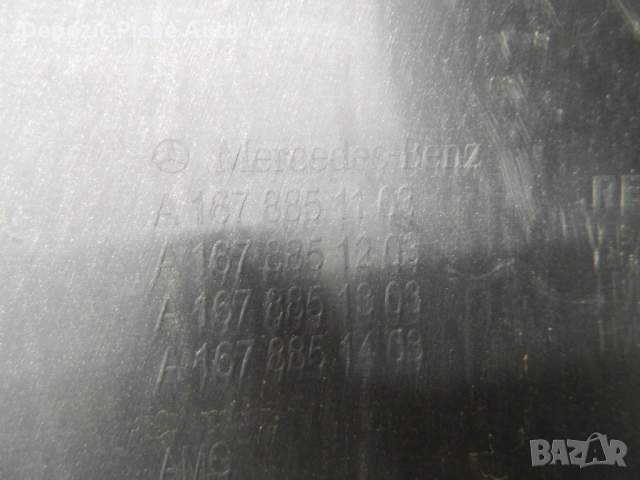 Depozit Piese Auto
Mercedes-Benz
A 167 885 11 03
A 167 885 12 03
A 167 885 13 03
A 167 885 14 03
AMG
BAZAR